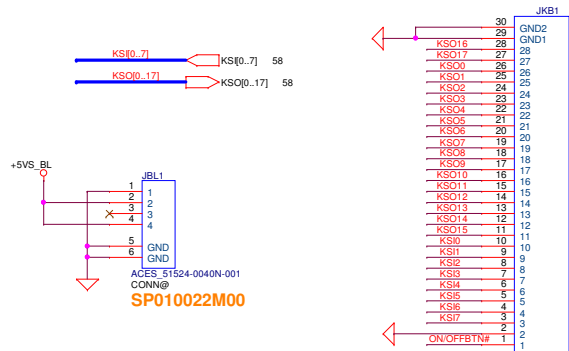 JKB1
30 GND2
29 GND1
KSO16 28 28
KSO17 27 27
KSO0 26 26
KSO1 25 25
KSO2 24 24
KSO3 23 23
KSO4 22 22
KSO5 21 21
KSO6 20 20
KSO7 19 19
KSO8 18 18
KSO9 17 17
KSO10 16 16
KSO11 15 15
KSO12 14 14
KSO13 13 13
KSO14 12 12
KSO15 11 11
KSI0 10 10
KSI1 9 9
KSI2 8 8
KSI3 7 7
KSI4 6 6
KSI5 5 5
KSI6 4 4
KSI7 3 3
2 2
ON/OFFBTN# 1 1
KSI[0..7] KSI[0..7] 58
KSO[0..17] KSO[0..17] 58
+5VS_BL
JBL1
1 1
2 2
3 3
4 4
5 GND
6 GND
ACES_51524-0040N-001
CONN@
SP010022M00